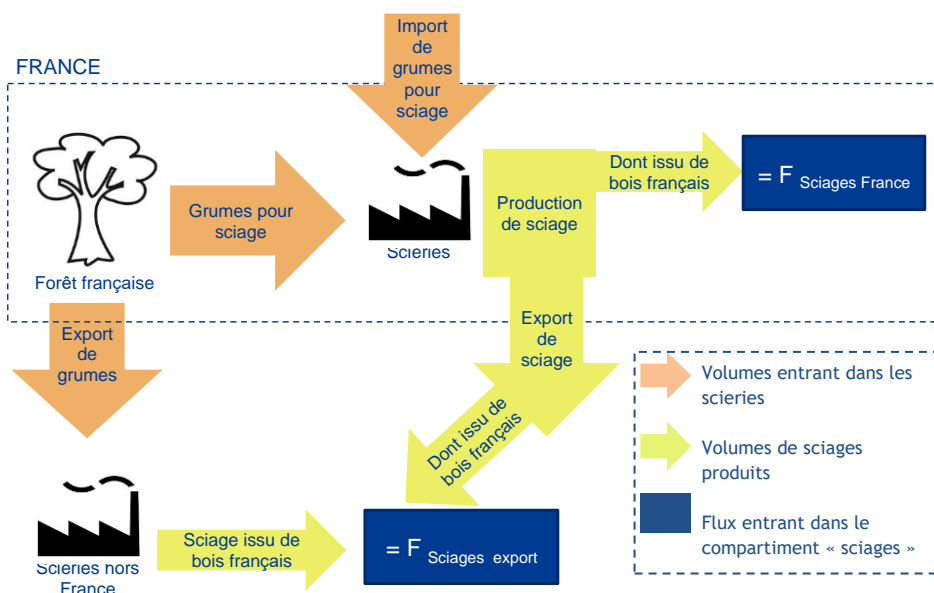 Import
de
grumes
pour
sciage
FRANCE
Dont issu de
bois français
= F Sciages France
Grumes pour
sciage
Production
de sciage
Scieries
Forêt française
Export
de
grumes
Export
de
sciage
Dont issu de
bois français
Volumes entrant dans les
scieries
Volumes de sciages
produits
Flux entrant dans le
compartiment « sciages »
Sciage issu de
bois français
= F Sciages export
Scieries hors
France